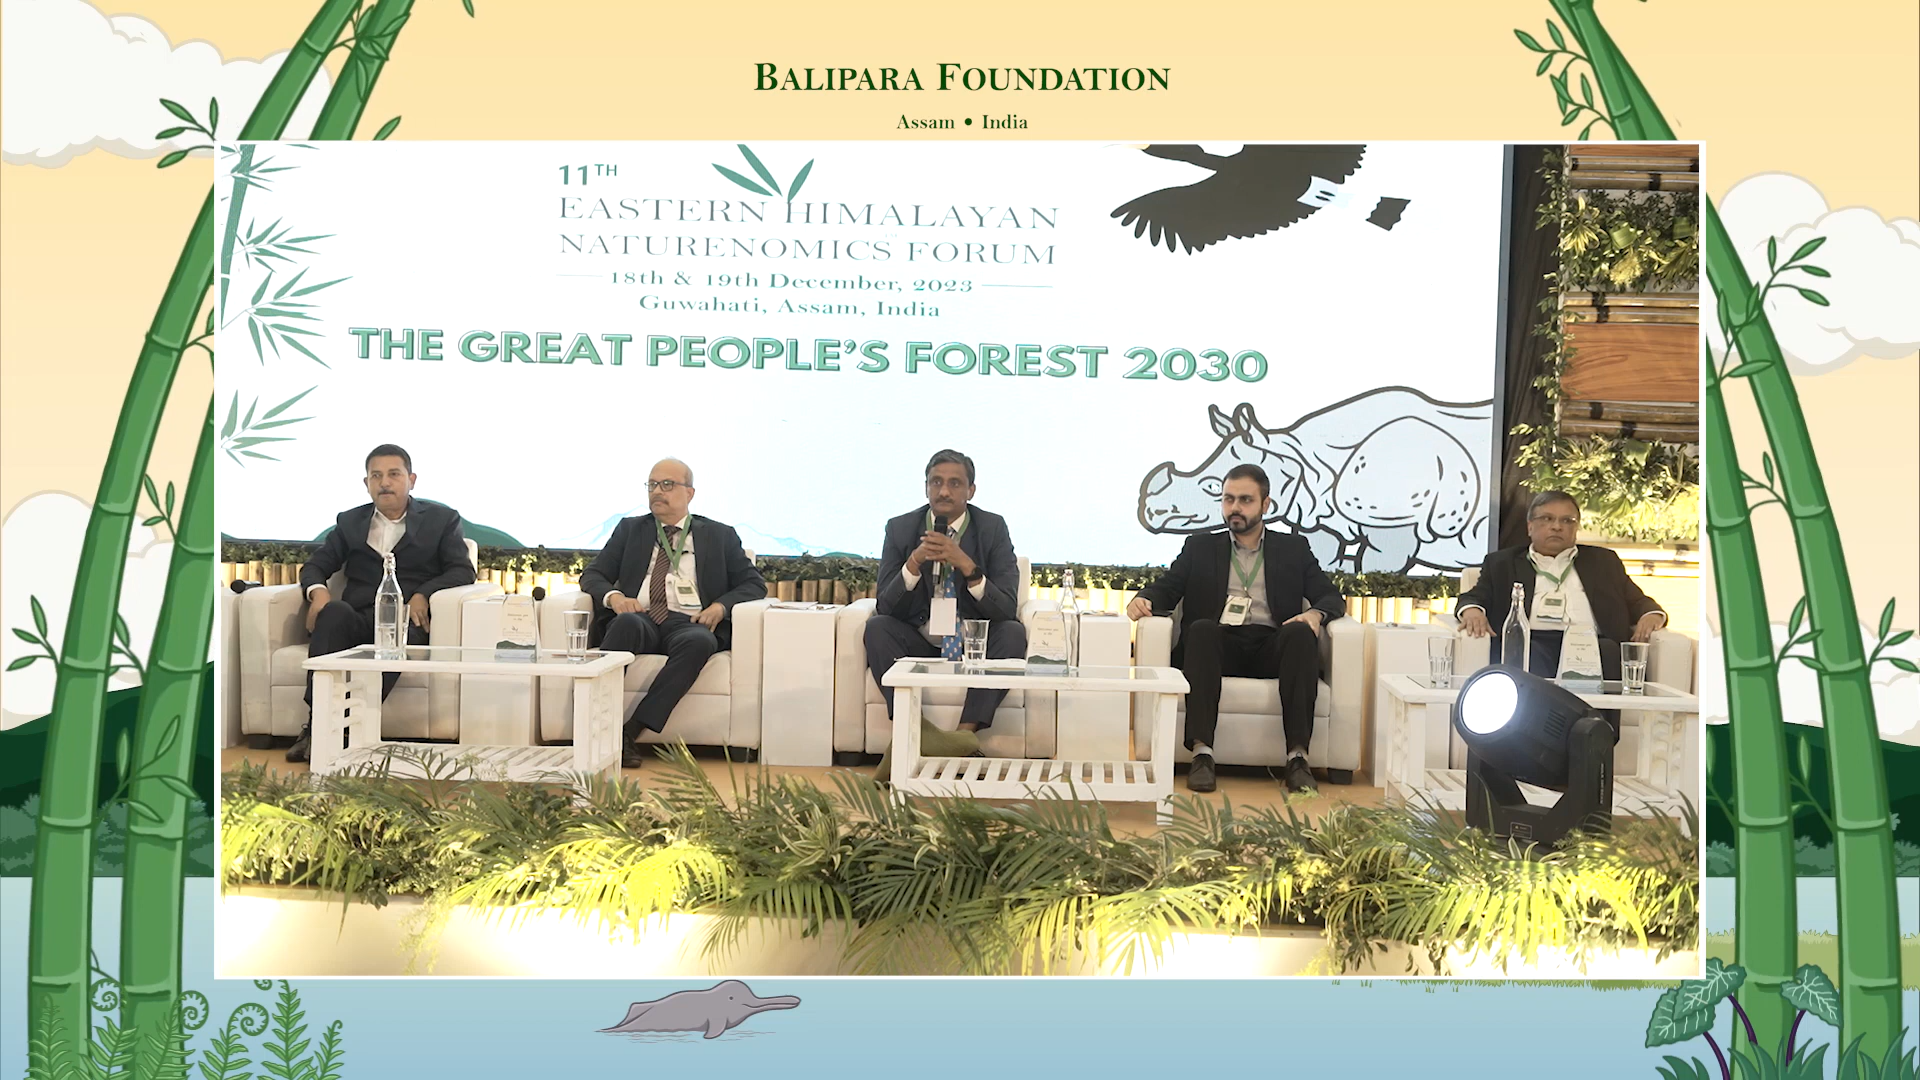 BALIPARA FOUNDATION
Assam • India
11TH
EASTERN HIMALAYAN
NATURENOMICS FORUM
18th & 19th December, 2023
Guwahati, Assam, India
THE GREAT PEOPLE'S FOREST 2030